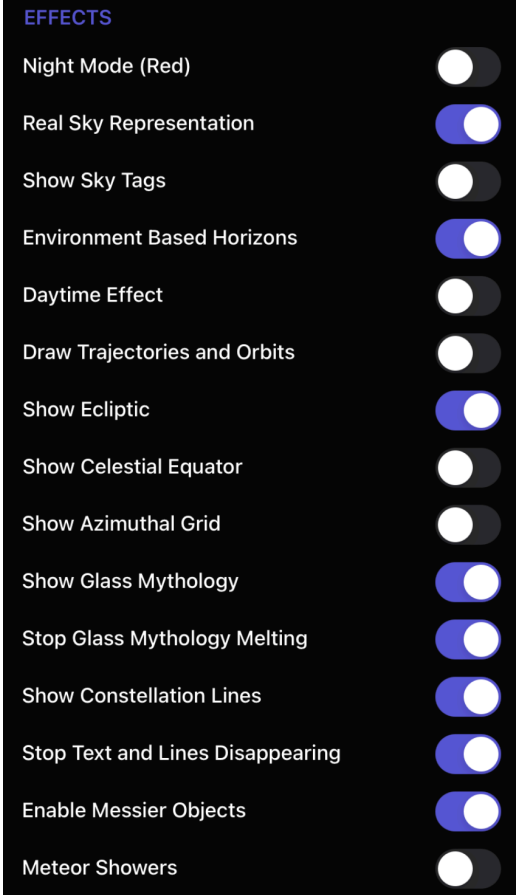 EFFECTS
Night Mode (Red)
Real Sky Representation
Show Sky Tags
Environment Based Horizons
Daytime Effect
Draw Trajectories and Orbits
Show Ecliptic
Show Celestial Equator
Show Azimuthal Grid
Show Glass Mythology
Stop Glass Mythology Melting
Show Constellation Lines
Stop Text and Lines Disappearing
Enable Messier Objects
Meteor Showers